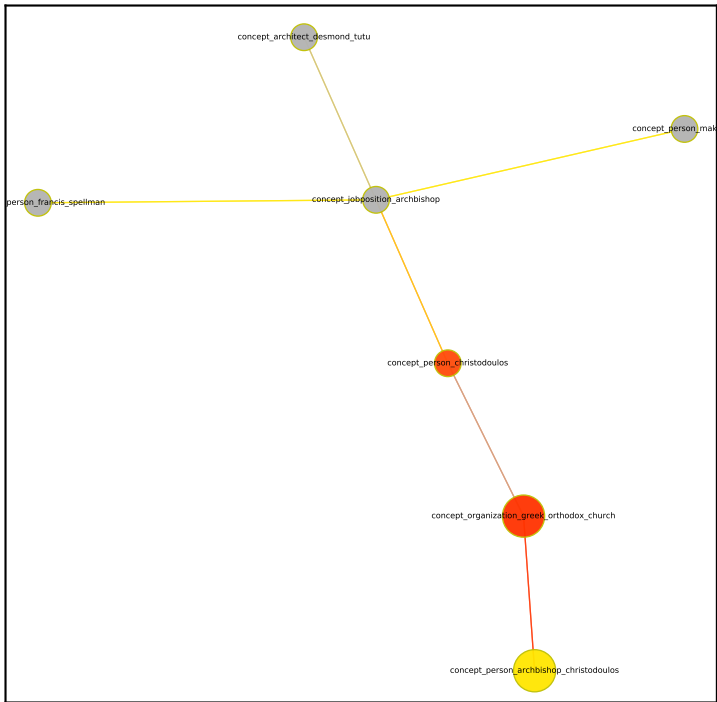 concept_architect_desmond_tutu
concept_person_mak
person_francis_spellman
concept_jobposition_archbishop
concept_person_christodoulos
concept_organization_greek_orthodox_church
concept_person_archbishop_christodoulos